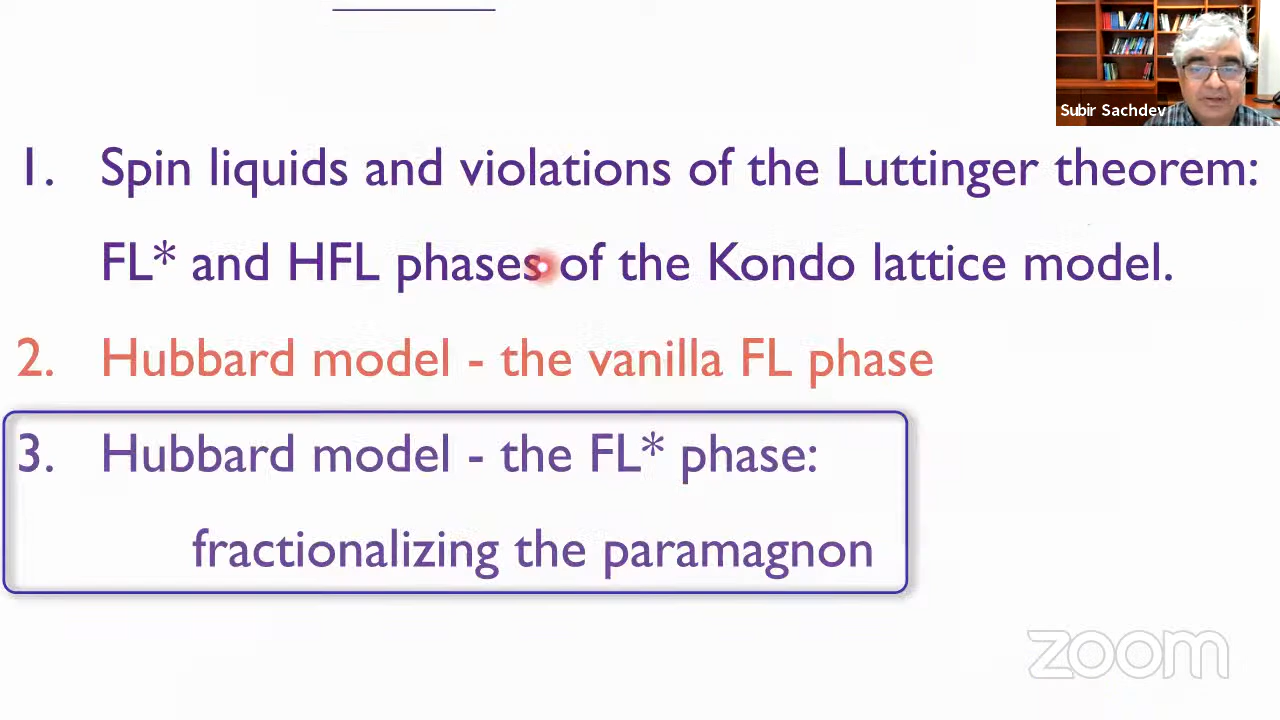 Subir Sachdev
1. Spin liquids and violations of the Luttinger theorem:
FL* and HFL phases of the Kondo lattice model.
2. Hubbard model - the vanilla FL phase
3. Hubbard model - the FL* phase:
fractionalizing the paramagnon
zoom